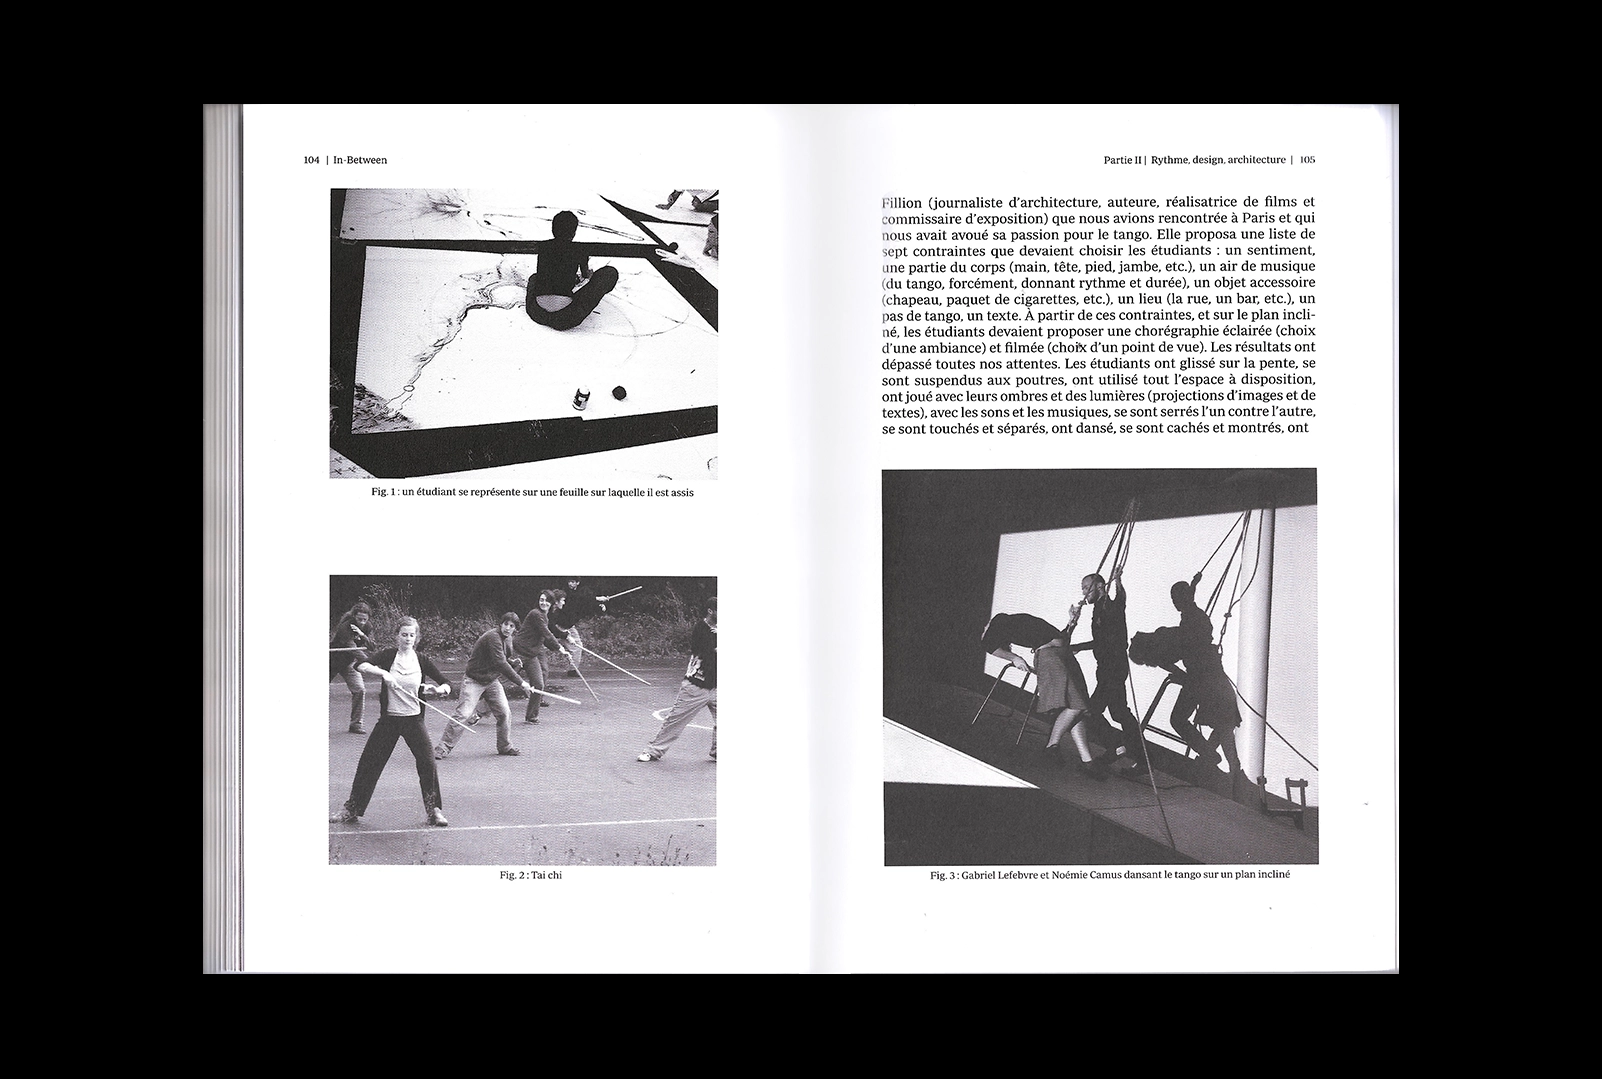 104 | In-Between
Fig. 1 : un étudiant se représente sur une feuille sur laquelle il est assis
Fig. 2 : Tai chi
Partie II | Rythme, design, architecture | 105
Fillion (journaliste d’architecture, auteure, réalisatrice de films et
commissaire d’exposition) que nous avions rencontrée à Paris et qui
nous avait avoué sa passion pour le tango. Elle proposa une liste de
sept contraintes que devaient choisir les étudiants : un sentiment,
une partie du corps (main, tête, pied, jambe, etc.), un air de musique
(du tango, forcément, donnant rythme et durée), un objet accessoire
(chapeau, paquet de cigarettes, etc.), un lieu (la rue, un bar, etc.), un
pas de tango, un texte. À partir de ces contraintes, et sur le plan incli-
né, les étudiants devaient proposer une chorégraphie éclairée (choix
d’une ambiance) et filmée (choix d’un point de vue). Les résultats ont
dépassé toutes nos attentes. Les étudiants ont glissé sur la pente, se
sont suspendus aux poutres, ont utilisé tout l’espace à disposition,
ont joué avec leurs ombres et des lumières (projections d’images et de
textes), avec les sons et les musiques, se sont serrés l’un contre l’autre,
se sont touchés et séparés, ont dansé, se sont cachés et montrés, ont
Fig. 3 : Gabriel Lefebvre et Noémie Camus dansant le tango sur un plan incliné